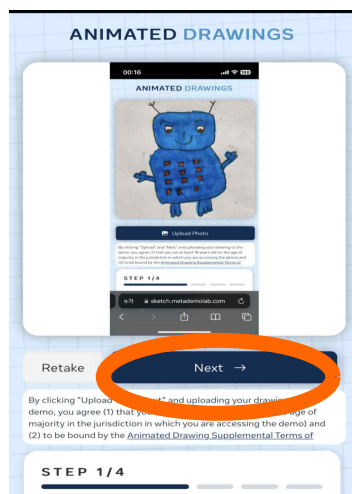 ANIMATED DRAWINGS
00:16
ANIMATED DRAWINGS
Upload Photo
By clicking "Upload" and "Next" and uploading your drawing to the
demo, you agree (1) that you are at least 18 years old (or the age of
majority in the jurisdiction in which you are accessing the demo) and
(2) to be bound by the Animated Drawing Supplemental Terms of
STEP 1/4
sketch.metademolab.com
Retake
Next →
By clicking "Upload and uploading your
demo, you agree (1) that age of
majority in the jurisdiction in which you are accessing the demo) and
(2) to be bound by the Animated Drawing Supplemental Terms of
STEP 1/4